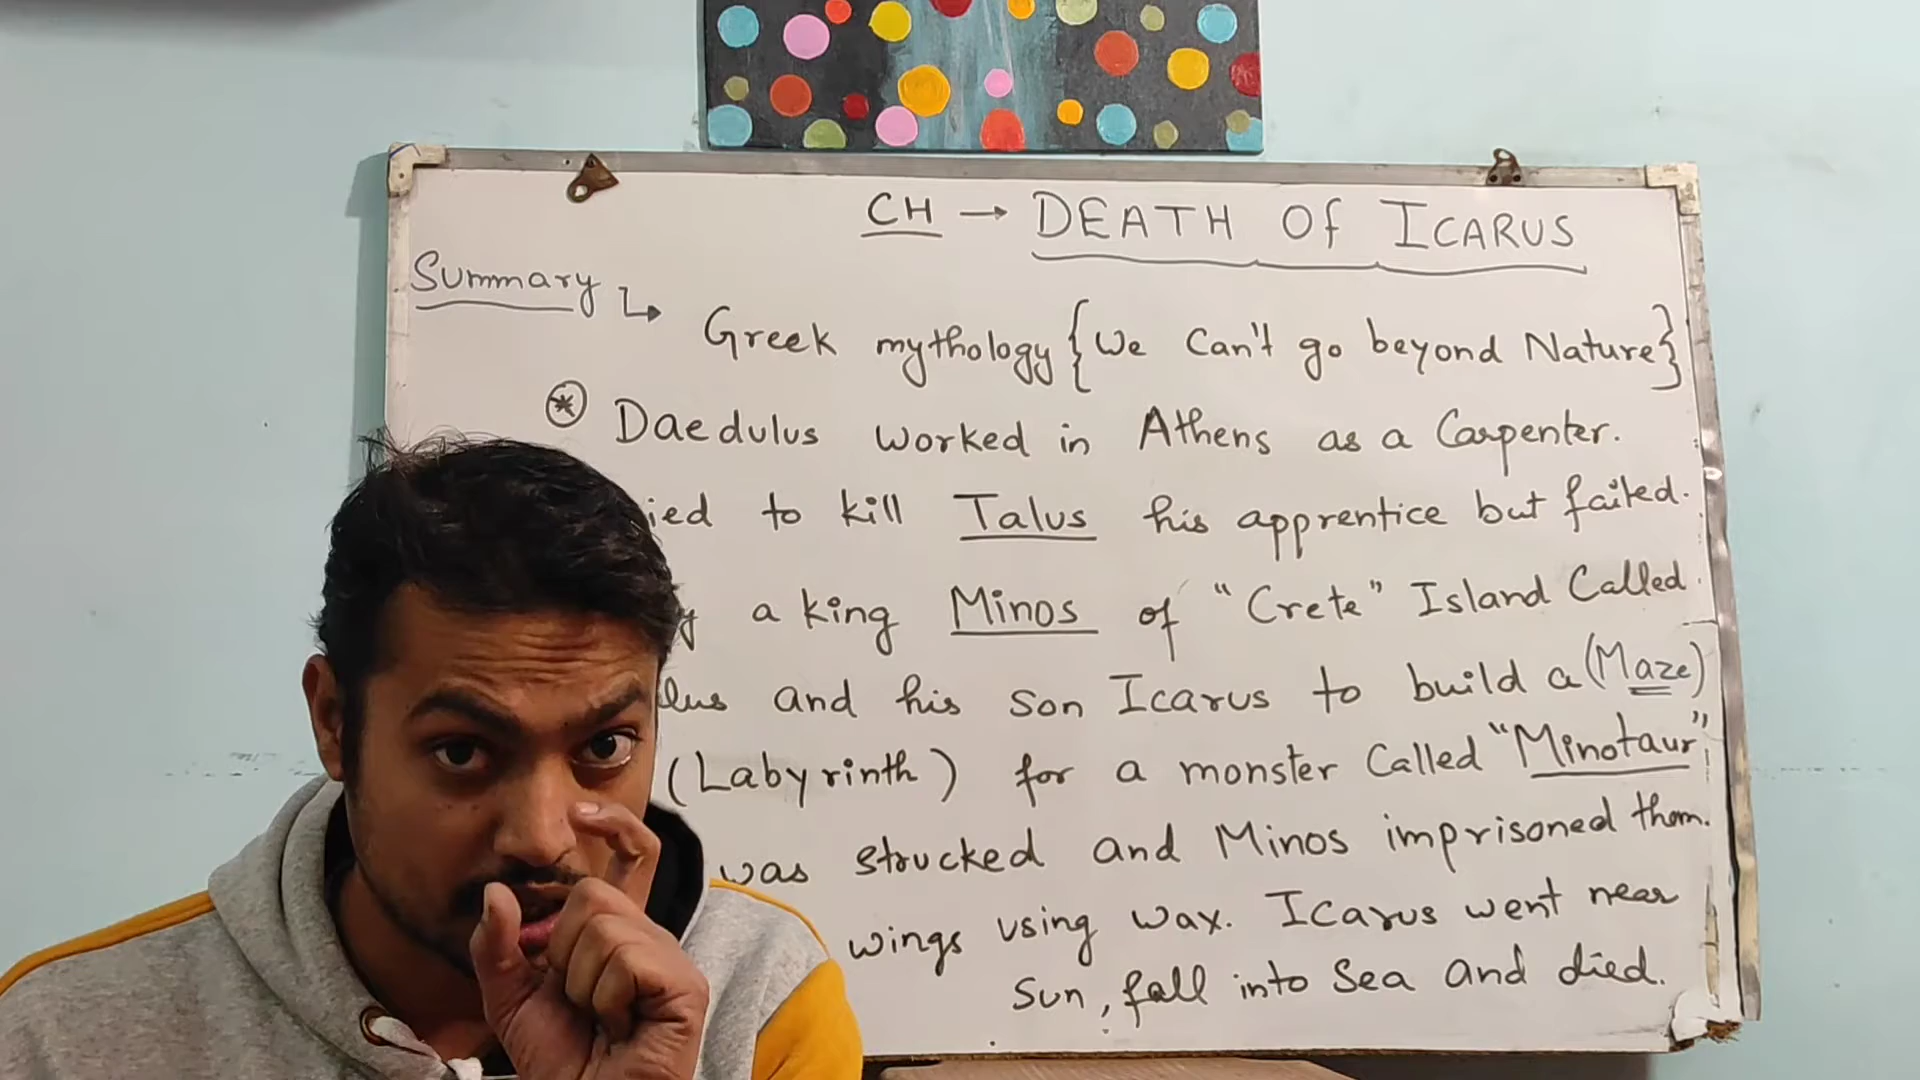 CH → DEATH Of ICARUS
Summary ↳
Greek mythology {We Can't go beyond Nature}
* Daedulus worked in Athens as a Carpenter.
to kill Talus his apprentice but failed.
a king Minos of "Crete" Island Called
and his son Icarus to build a (Maze)
(Labyrinth) for a monster Called "Minotaur"
was strucked and Minos imprisoned them.
wings using wax. Icarus went near
Sun, fall into Sea and died.